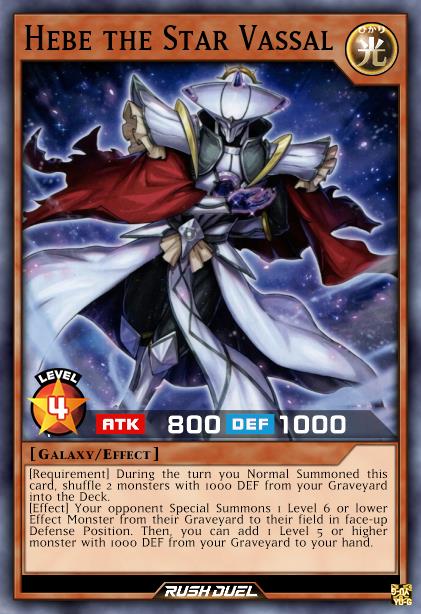 Hebe the Star Vassal
ひかり
光
LEVEL
4
ATK 800 DEF 1000
[Galaxy/Effect]
[Requirement] During the turn you Normal Summoned this
card, shuffle 2 monsters with 1000 DEF from your Graveyard
into the Deck.
[Effect] Your opponent Special Summons 1 Level 6 or lower
Effect Monster from their Graveyard to their field in face-up
Defense Position. Then, you can add 1 Level 5 or higher
monster with 1000 DEF from your Graveyard to your hand.
RUSH DUEL